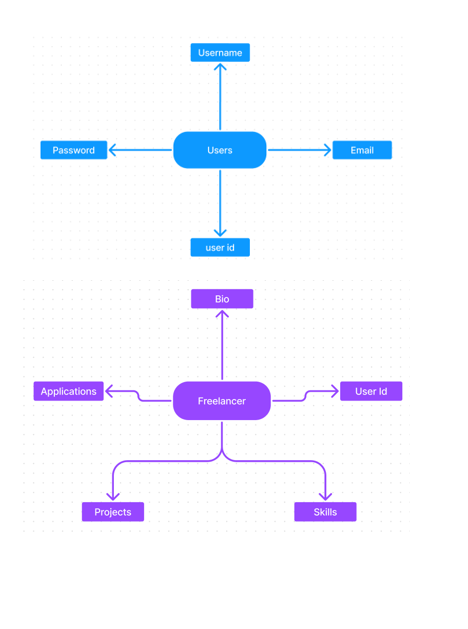 Username
Password
Users
Email
user id
Bio
Applications
Freelancer
User Id
Projects
Skills